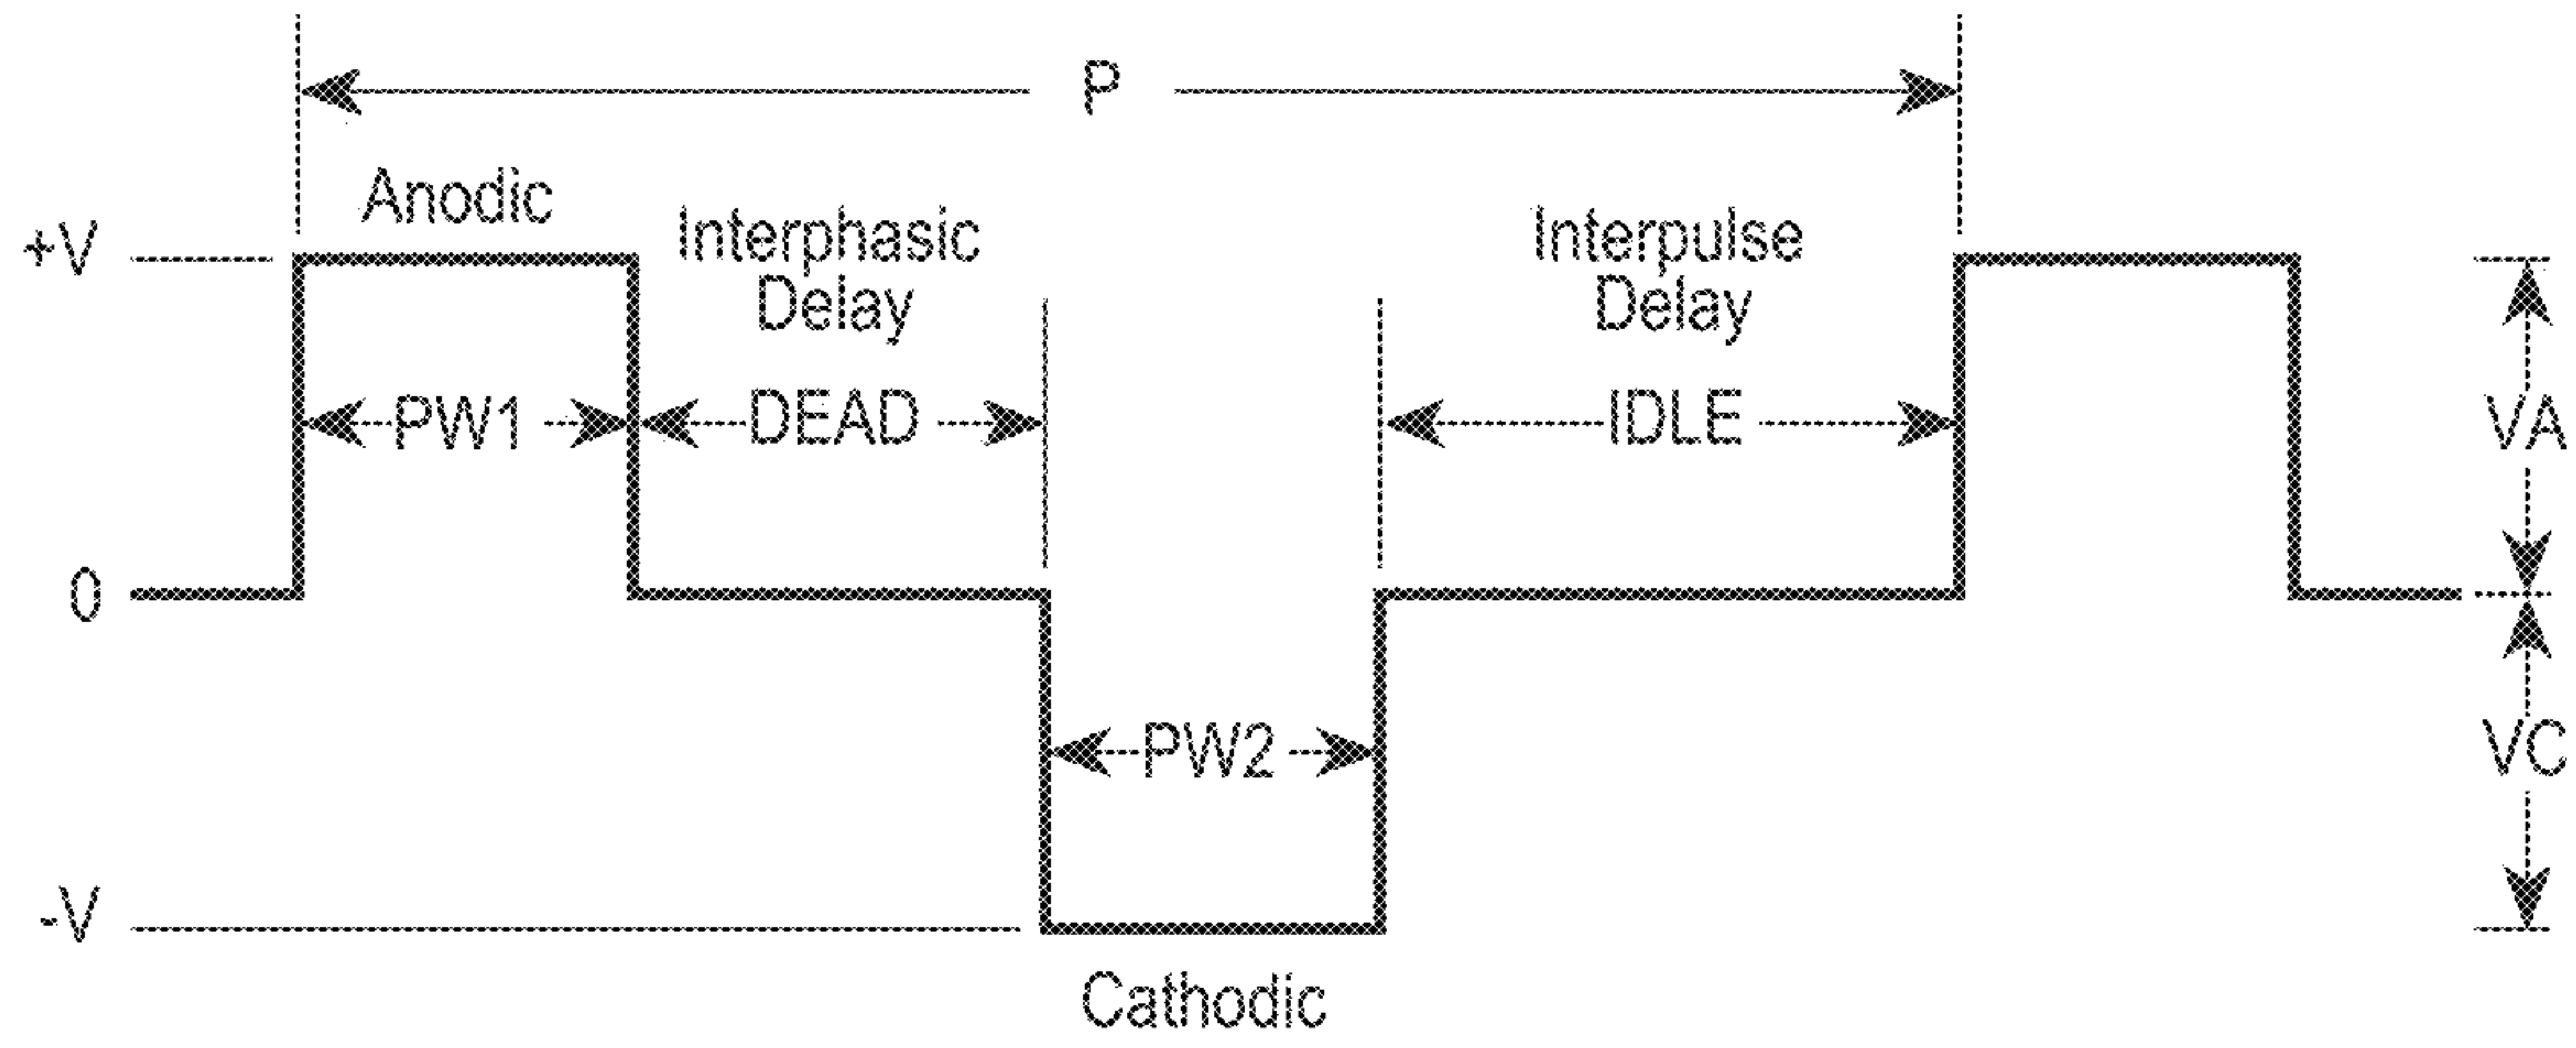 P
Anodic
+V
Interphasic
Delay
Interpulse
Delay
PW1
DEAD
IDLE
VA
0
PW2
VC
-V
Cathodic